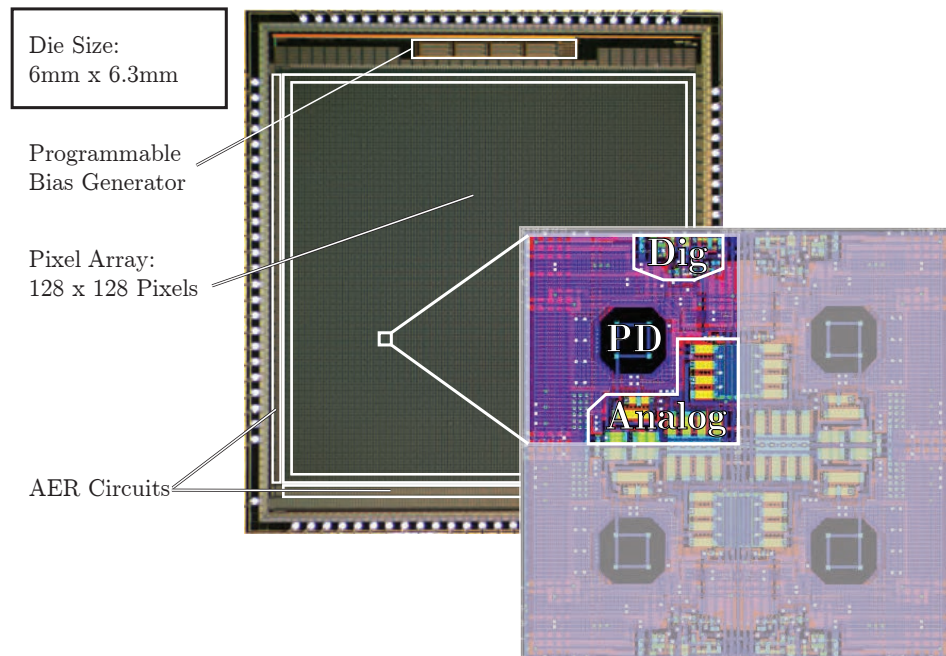 Die Size:
6mm x 6.3mm
Programmable
Bias Generator
Pixel Array:
128 x 128 Pixels
AER Circuits
Dig
PD
Analog